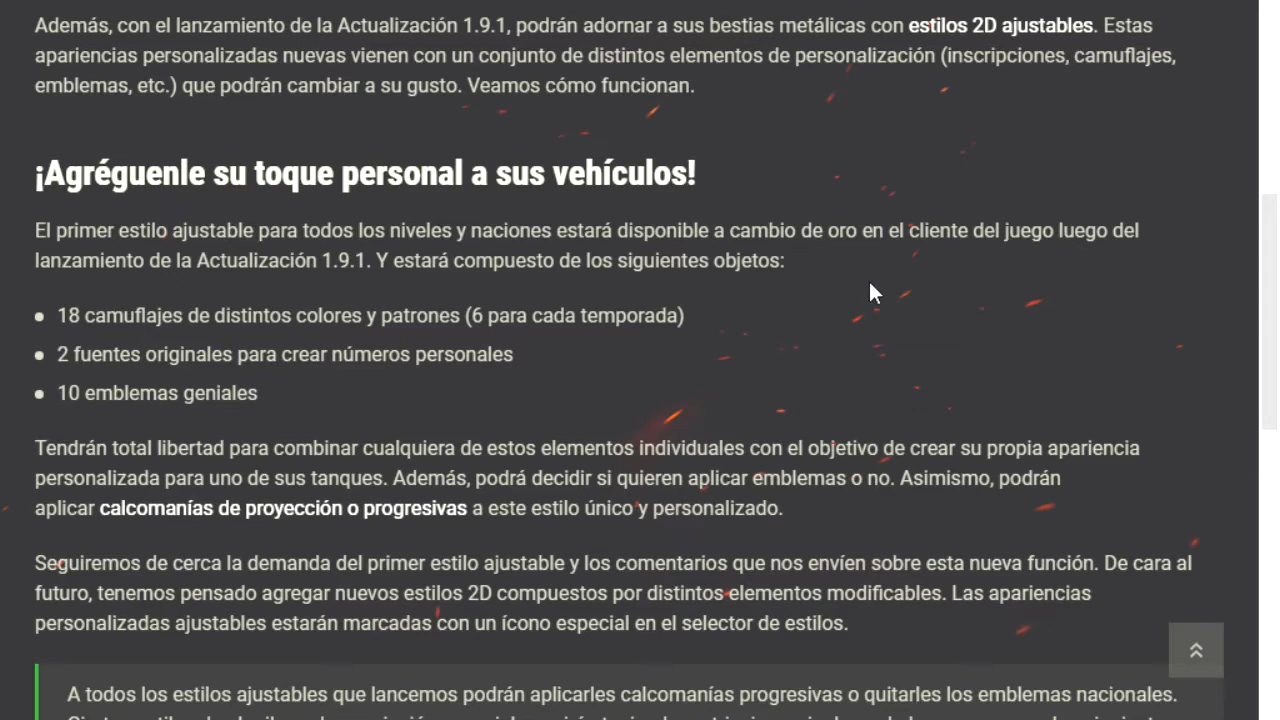 Además, con el lanzamiento de la Actualización 1.9.1, podrán adornar a sus bestias metálicas con estilos 2D ajustables. Estas
apariencias personalizadas nuevas vienen con un conjunto de distintos elementos de personalización (inscripciones, camuflajes,
emblemas, etc.) que podrán cambiar a su gusto. Veamos cómo funcionan.
¡Agréguenle su toque personal a sus vehículos!
El primer estilo ajustable para todos los niveles y naciones estará disponible a cambio de oro en el cliente del juego luego del
lanzamiento de la Actualización 1.9.1. Y estará compuesto de los siguientes objetos:
18 camuflajes de distintos colores y patrones (6 para cada temporada)
2 fuentes originales para crear números personales
10 emblemas geniales
Tendrán total libertad para combinar cualquiera de estos elementos individuales con el objetivo de crear su propia apariencia
personalizada para uno de sus tanques. Además, podrá decidir si quieren aplicar emblemas o no. Asimismo, podrán
aplicar calcomanías de proyección o progresivas a este estilo único y personalizado.
Seguiremos de cerca la demanda del primer estilo ajustable y los comentarios que nos envíen sobre esta nueva función. De cara al
futuro, tenemos pensado agregar nuevos estilos 2D compuestos por distintos elementos modificables. Las apariencias
personalizadas ajustables estarán marcadas con un ícono especial en el selector de estilos.
A todos los estilos ajustables que lancemos podrán aplicarles calcomanías progresivas o quitarles los emblemas nacionales.